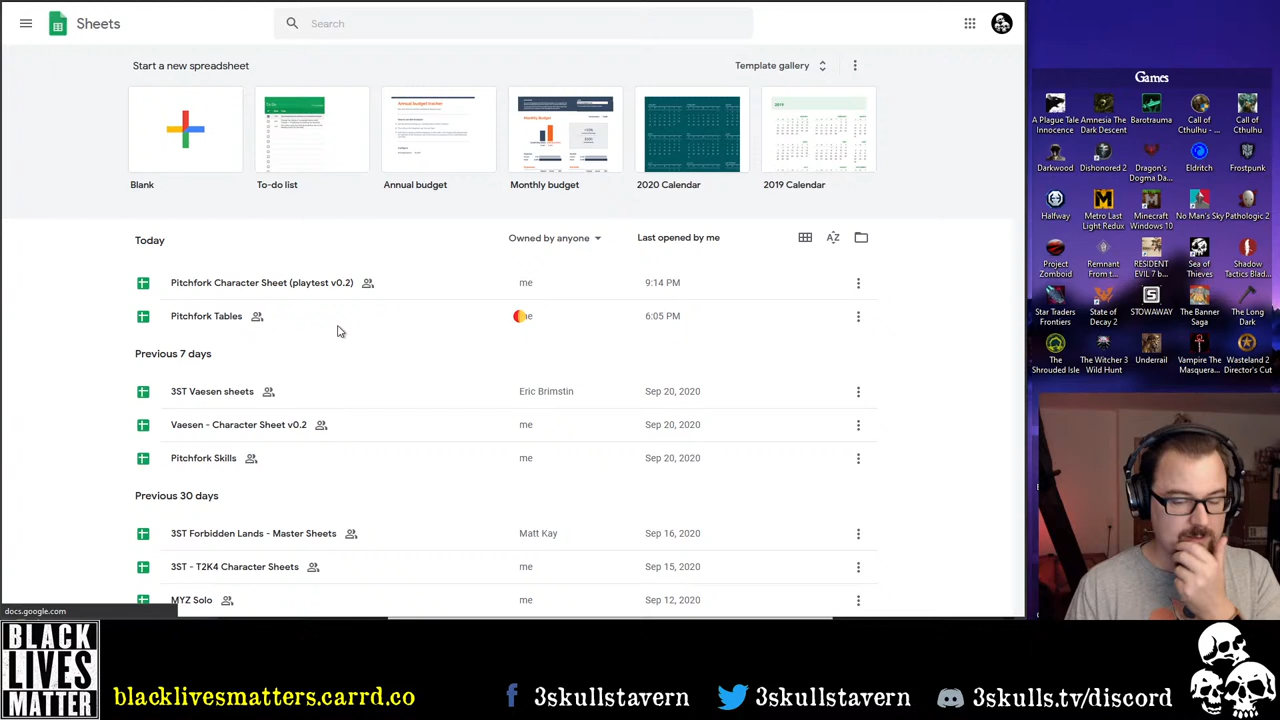 Sheets
Search
Start a new spreadsheet
Template gallery
Blank
To-do list
Annual budget
Monthly budget
2020 Calendar
2019 Calendar
Today
Owned by anyone
Last opened by me
AZ
Pitchfork Character Sheet (playtest v0.2)
me
9:14 PM
Pitchfork Tables
6:05 PM
Previous 7 days
3ST Vaesen sheets
Eric Brimstin
Sep 20, 2020
Vaesen - Character Sheet v0.2
me
Sep 20, 2020
Pitchfork Skills
me
Sep 20, 2020
Previous 30 days
3ST Forbidden Lands - Master Sheets
Matt Kay
Sep 16, 2020
3ST - T2K4 Character Sheets
me
Sep 15, 2020
MYZ Solo
me
Sep 12, 2020
docs.google.com
Games
A Plague Tale Innocence
Amnesia The Dark Descent
Barotrauma
Call of Cthulhu - ...
Call of Cthulhu
Darkwood
Dishonored 2
Dragon's Dogma Da...
Eldritch
Frostpunk
Halfway
Metro Last Light Redux
Minecraft Windows 10
No Man's Sky
Pathologic 2
Project Zomboid
Remnant From t...
RESIDENT EVIL 7 b...
Sea of Thieves
Shadow Tactics Blad...
Star Traders Frontiers
State of Decay 2
STOWAWAY
The Banner Saga
The Long Dark
The Shrouded Isle
The Witcher 3 Wild Hunt
Underrail
Vampire The Masquera...
Wasteland 2 Director's Cut
BLACK
LIVES
MATTER
blacklivesmatters.carrd.co
3skullstavern
3skullstavern
3skulls.tv/discord